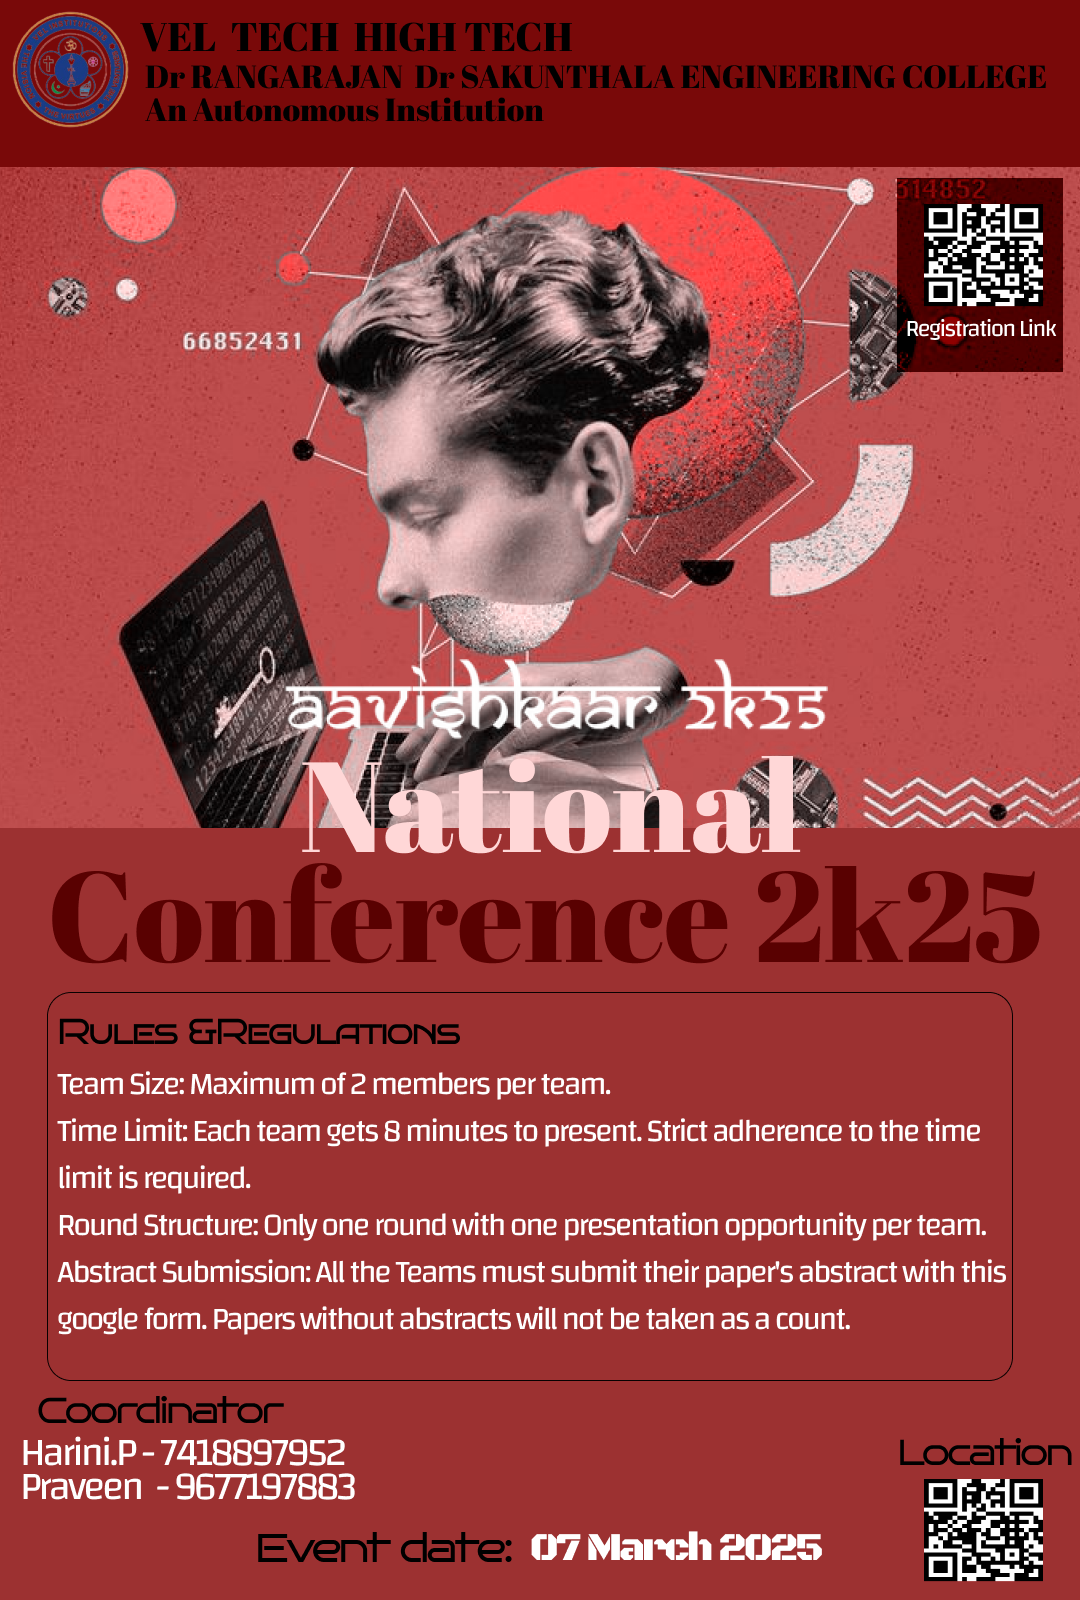 VEL TECH HIGH TECH
Dr RANGARAJAN Dr SAKUNTHALA ENGINEERING COLLEGE
An Autonomous Institution
314852
Registration Link
66852431
aavishkaar 2k25
National
Conference 2k25
Rules &Regulations
Team Size: Maximum of 2 members per team.
Time Limit: Each team gets 8 minutes to present. Strict adherence to the time
limit is required.
Round Structure: Only one round with one presentation opportunity per team.
Abstract Submission: All the Teams must submit their paper's abstract with this
google form. Papers without abstracts will not be taken as a count.
Coordinator
Harini.P - 7418897952
Praveen - 9677197883
Location
Event date: 07 March 2025